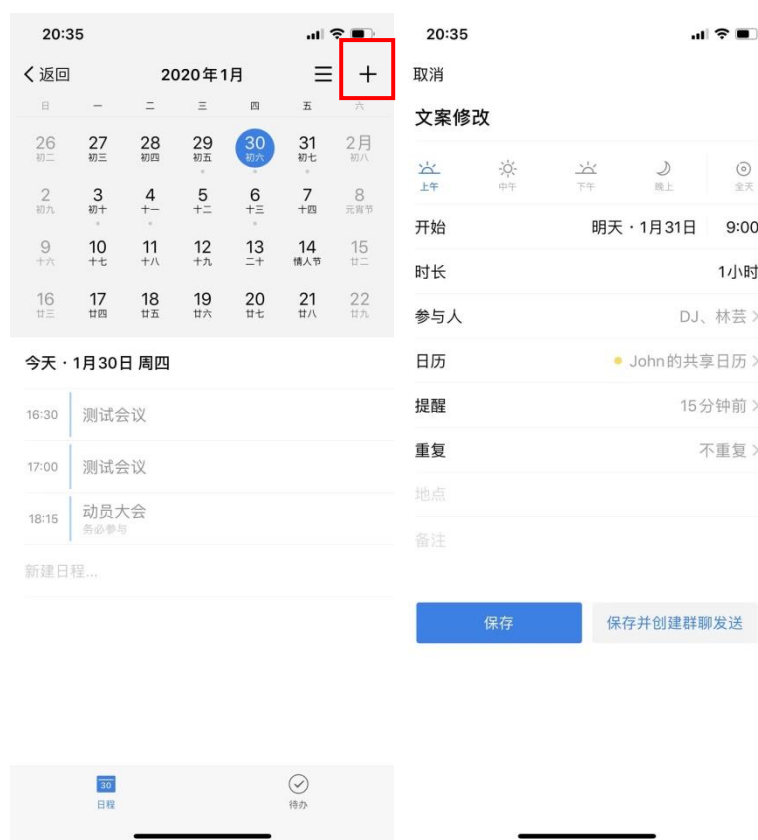 20:35
返回
2020年1月
日 一 二 三 四 五 六
26 27 28 29 30 31 2月
初二 初三 初四 初五 初六 初七 初八
2 3 4 5 6 7 8
初九 初十 十一 十二 十三 十四 元宵节
9 10 11 12 13 14 15
十六 十七 十八 十九 二十 情人节 廿二
16 17 18 19 20 21 22
廿三 廿四 廿五 廿六 廿七 廿八 廿九
今天 · 1月30日 周四
16:30 测试会议
17:00 测试会议
18:15 动员大会
务必参与
新建日程...
30
日程 待办
20:35
取消
文案修改
上午 中午 下午 晚上 全天
开始 明天 · 1月31日 9:00
时长 1小时
参与人 DJ、林芸
日历 John的共享日历
提醒 15分钟前
重复 不重复
地点
备注
保存 保存并创建群聊发送